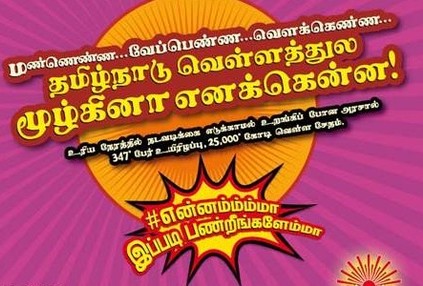 மண்ணெண்ண...வேப்பெண்ண...வெளக்கெண்ண...
தமிழ்நாடு வெள்ளத்துல
மூழ்கினா எனக்கென்ன!
உரிய நேரத்தில் நடவடிக்கை எடுக்காமல் உறங்கிப் போன அரசால்
347* பேர் உயிரிழப்பு, 25,000* கோடி வெள்ள சேதம்.
#என்னம்ம்ம்மா
இப்படி பண்றீங்களேம்மா